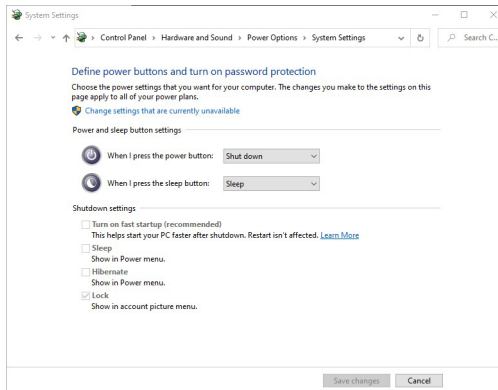 System Settings
Control Panel > Hardware and Sound > Power Options > System Settings
Search C...
Define power buttons and turn on password protection
Choose the power settings that you want for your computer. The changes you make to the settings on this
page apply to all of your power plans.
Change settings that are currently unavailable
Power and sleep button settings
When I press the power button: Shut down
When I press the sleep button: Sleep
Shutdown settings
Turn on fast startup (recommended)
This helps start your PC faster after shutdown. Restart isn't affected. Learn More
Sleep
Show in Power menu.
Hibernate
Show in Power menu.
Lock
Show in account picture menu.
Save changes Cancel